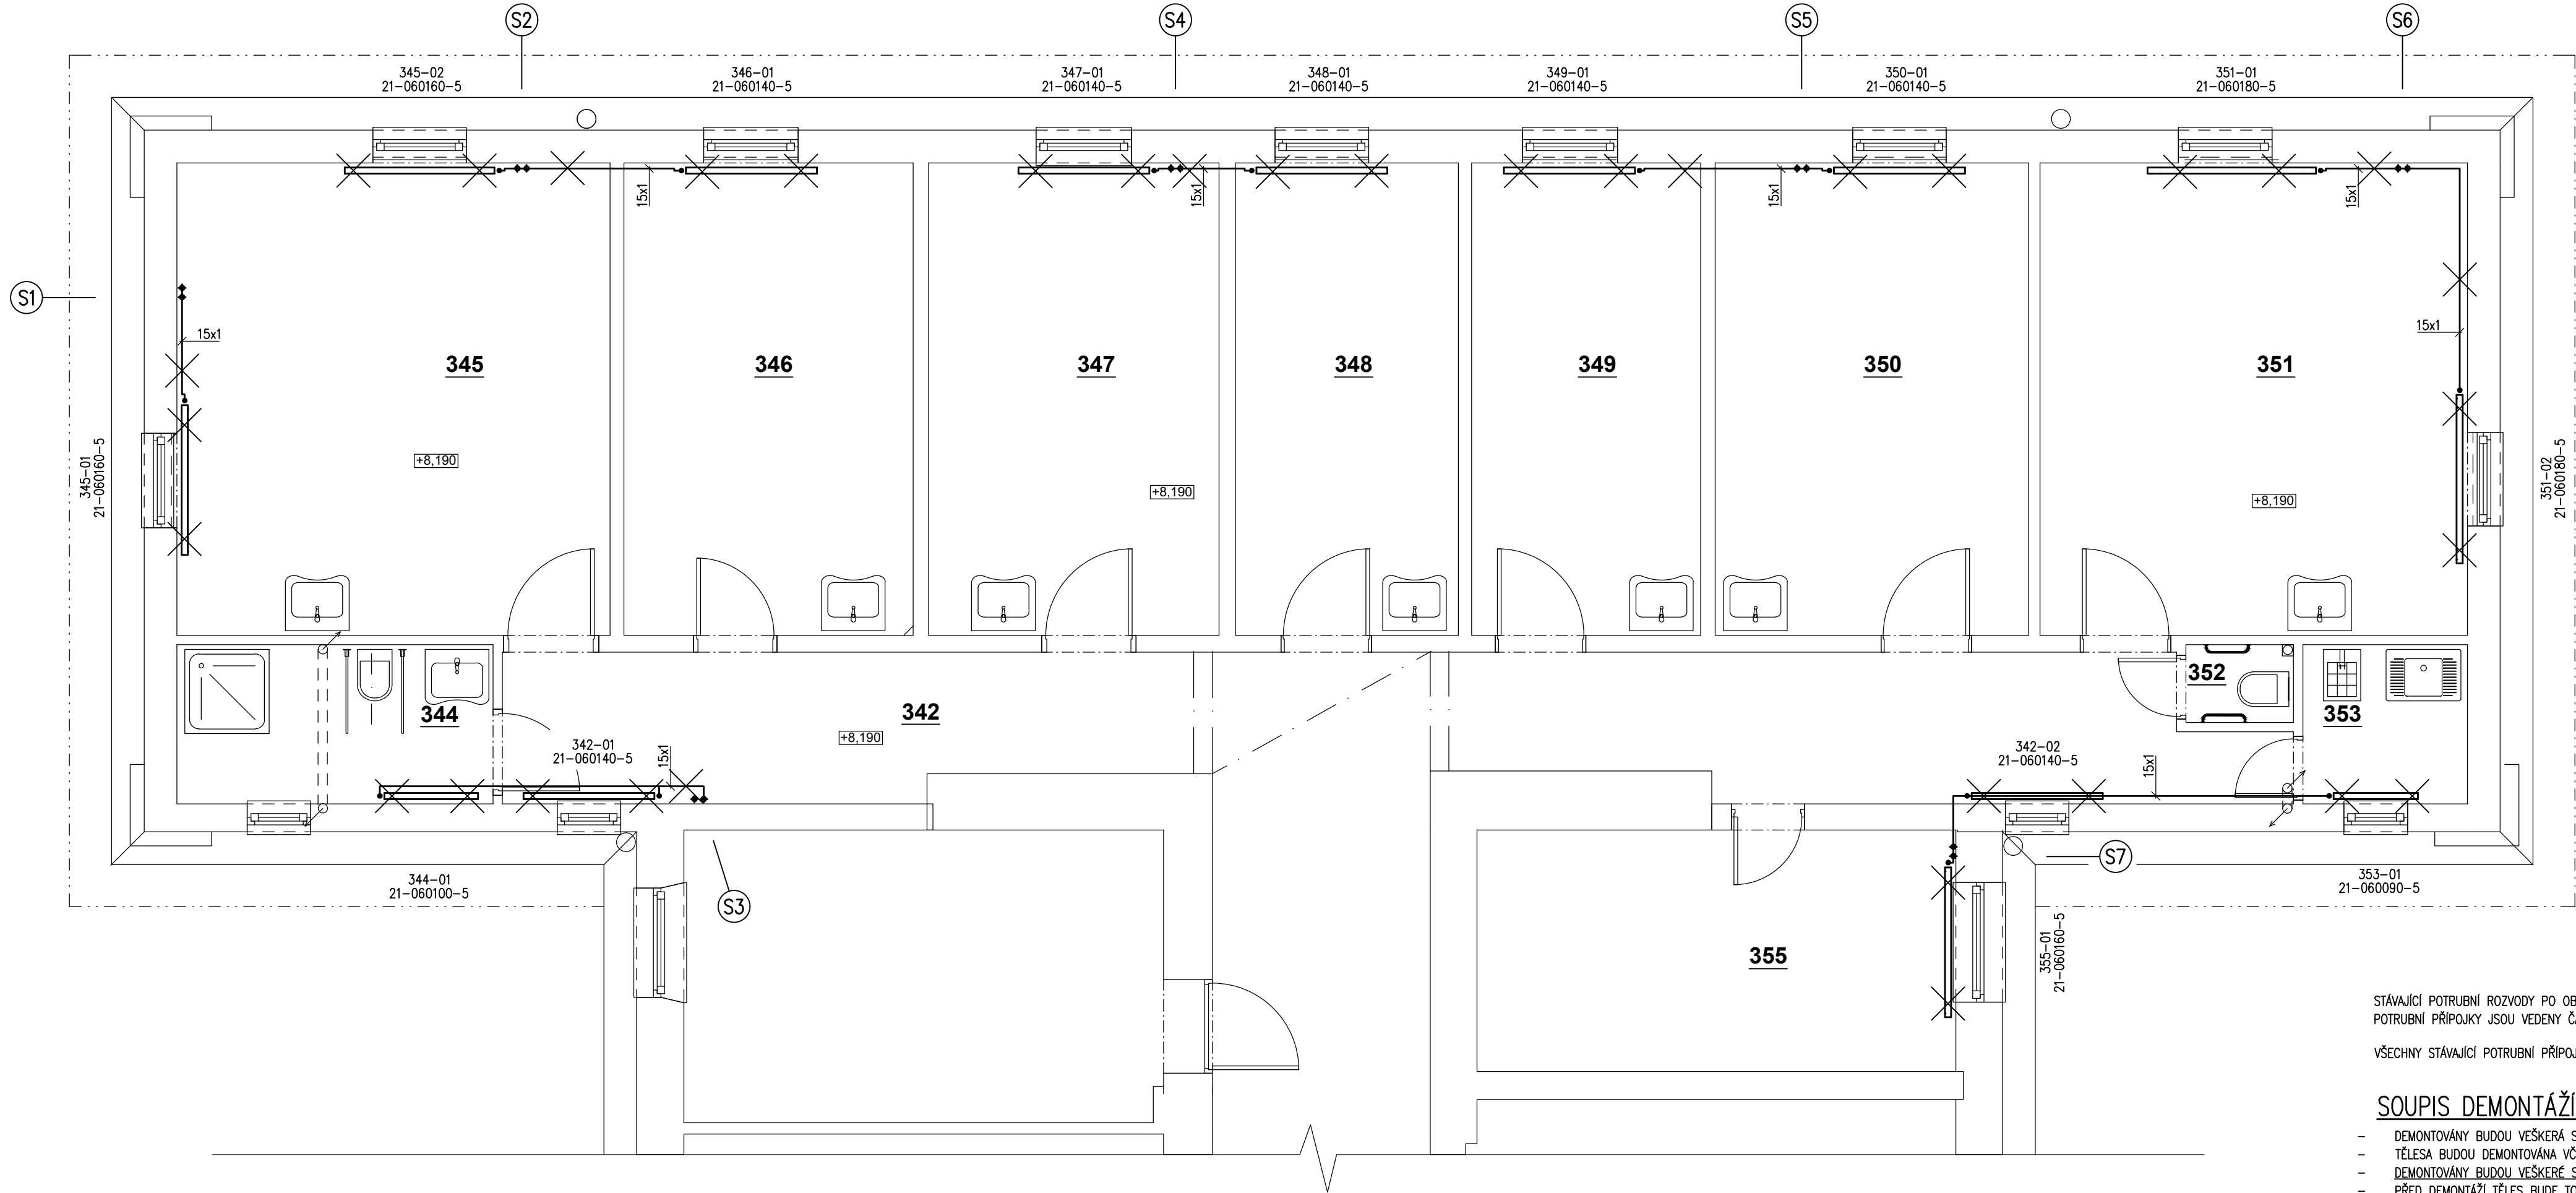 S2
S4
S5
S6
345-02
21-060160-5
346-01
21-060140-5
347-01
21-060140-5
348-01
21-060140-5
349-01
21-060140-5
350-01
21-060140-5
351-01
21-060180-5
15x1
15x1
15x1
15x1
S1
15x1
15x1
345
346
347
348
349
350
351
345-01
21-060160-5
+8,190
+8,190
+8,190
351-02
21-060180-5
344
342
352
353
+8,190
342-01
21-060140-5
15x1
342-02
21-060140-5
15x1
344-01
21-060100-5
S3
S7
353-01
21-060090-5
355
355-01
21-060160-5
STÁVAJÍCÍ POTRUBNÍ ROZVODY PO
POTRUBNÍ PŘÍPOJKY JSOU VEDENY
VŠECHNY STÁVAJÍCÍ POTRUBNÍ
SOUPIS DEMONTÁŽÍ
- DEMONTOVÁNY BUDOU VEŠKERÁ
- TĚLESA BUDOU DEMONTOVÁNA
- DEMONTOVÁNY BUDOU VEŠKERÉ
- PŘED DEMONTÁŽÍ TĚLES BUDE